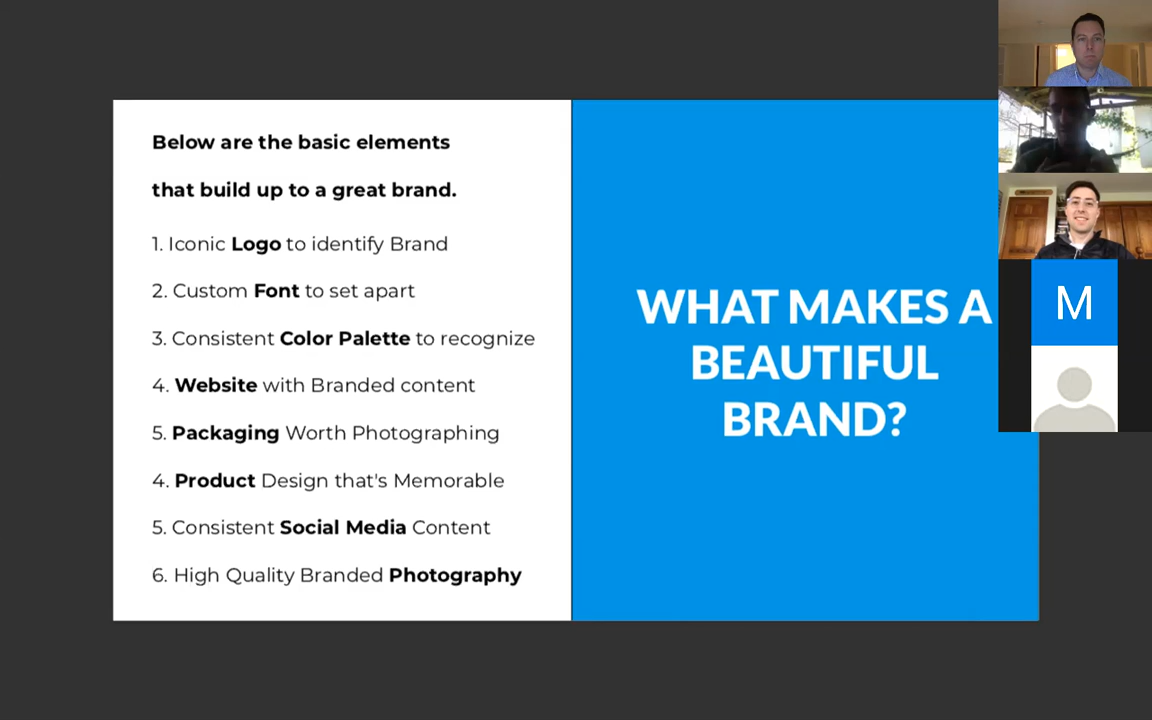 Below are the basic elements
that build up to a great brand.
1. Iconic Logo to identify Brand
2. Custom Font to set apart
3. Consistent Color Palette to recognize
4. Website with Branded content
5. Packaging Worth Photographing
4. Product Design that's Memorable
5. Consistent Social Media Content
6. High Quality Branded Photography
WHAT MAKES A
BEAUTIFUL
BRAND?
M